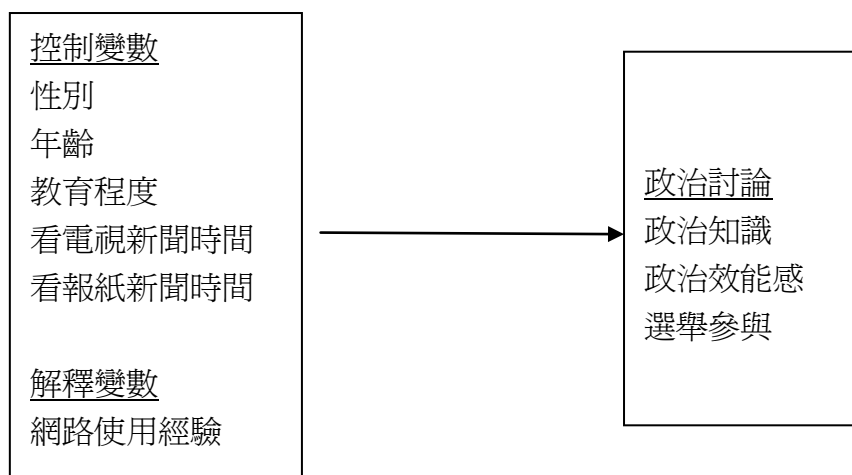 控制變數
性別
年齡
教育程度
看電視新聞時間
看報紙新聞時間
解釋變數
網路使用經驗
政治討論
政治知識
政治效能感
選舉參與